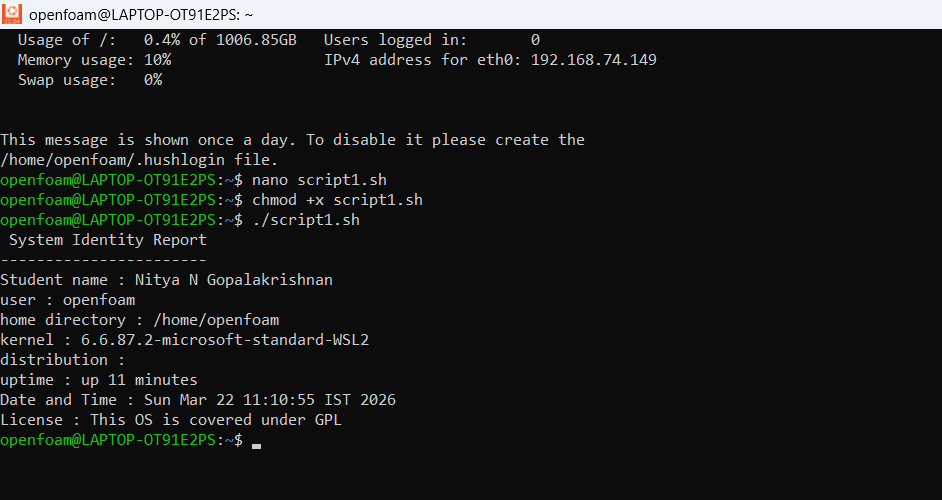 openfoam@LAPTOP-OT91E2PS: ~
Usage of /: 0.4% of 1006.85GB Users logged in: 0
Memory usage: 10% IPv4 address for eth0: 192.168.74.149
Swap usage: 0%
This message is shown once a day. To disable it please create the
/home/openfoam/.hushlogin file.
openfoam@LAPTOP-OT91E2PS:~$ nano script1.sh
openfoam@LAPTOP-OT91E2PS:~$ chmod +x script1.sh
openfoam@LAPTOP-OT91E2PS:~$ ./script1.sh
System Identity Report
-----------------------
Student name : Nitya N Gopalakrishnan
user : openfoam
home directory : /home/openfoam
kernel : 6.6.87.2-microsoft-standard-WSL2
distribution :
uptime : up 11 minutes
Date and Time : Sun Mar 22 11:10:55 IST 2026
License : This OS is covered under GPL
openfoam@LAPTOP-OT91E2PS:~$